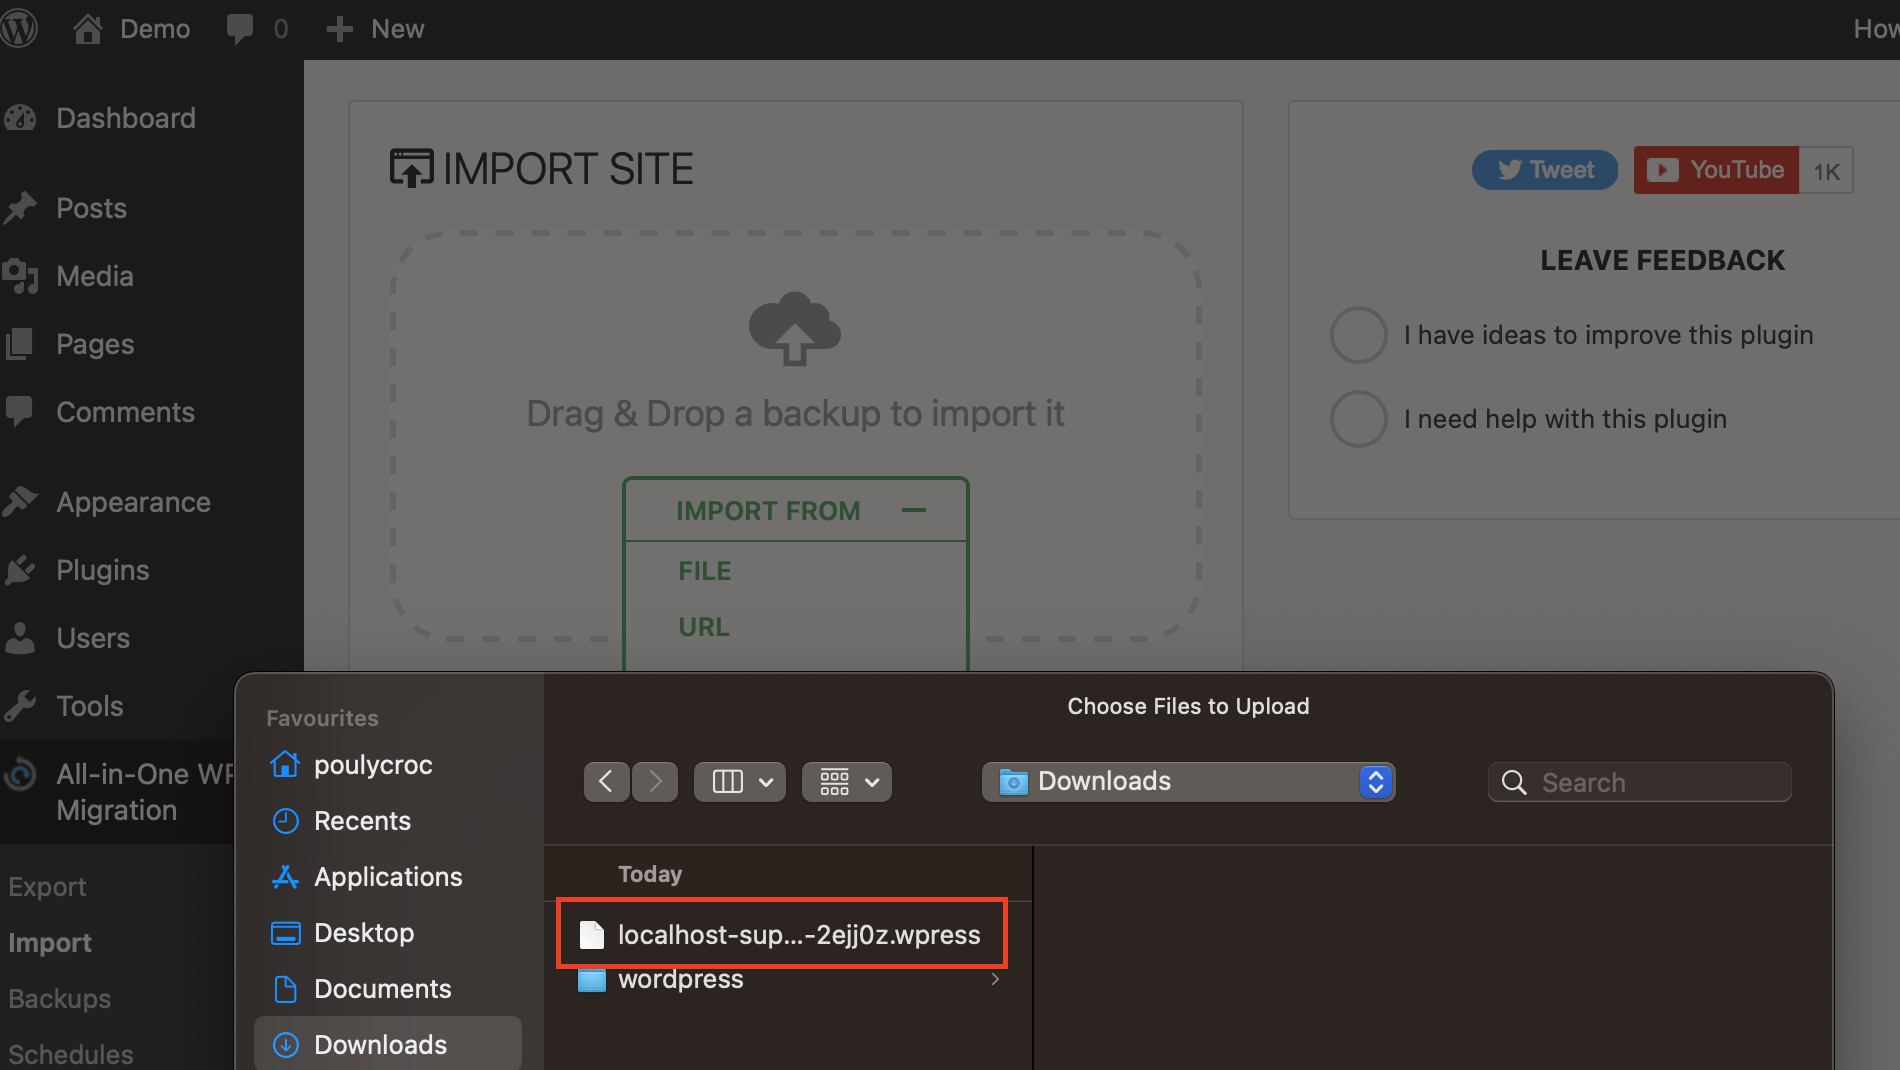 Demo
0
New
How
Dashboard
Posts
Media
Pages
Comments
Appearance
Plugins
Users
Tools
All-in-One WP
Migration
Export
Import
Backups
Schedules
IMPORT SITE
Drag & Drop a backup to import it
IMPORT FROM
FILE
URL
Tweet
YouTube
1K
LEAVE FEEDBACK
I have ideas to improve this plugin
I need help with this plugin
Favourites
poulycroc
Recents
Applications
Desktop
Documents
Downloads
Choose Files to Upload
Downloads
Search
Today
localhost-sup...-2ejj0z.wpress
wordpress